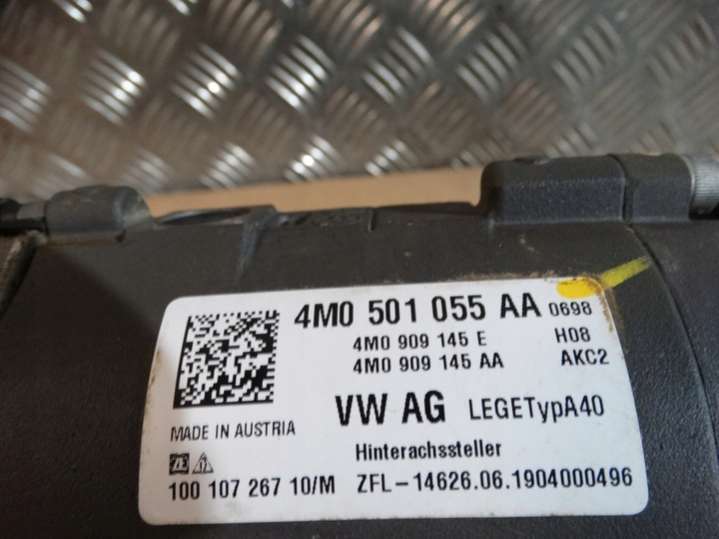 4M0 501 055 AA 0698
4M0 909 145 E H08
4M0 909 145 AA AKC2
VW AG LEGETypA40
MADE IN AUSTRIA
Hinterachssteller
100 107 267 10/M ZFL-14626.06.1904000496